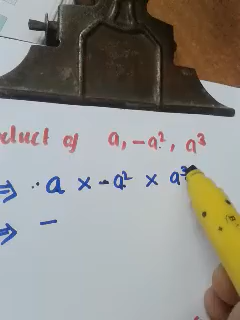 duct of a, -a², a³
⇒ a × -a² × a³
⇒ -